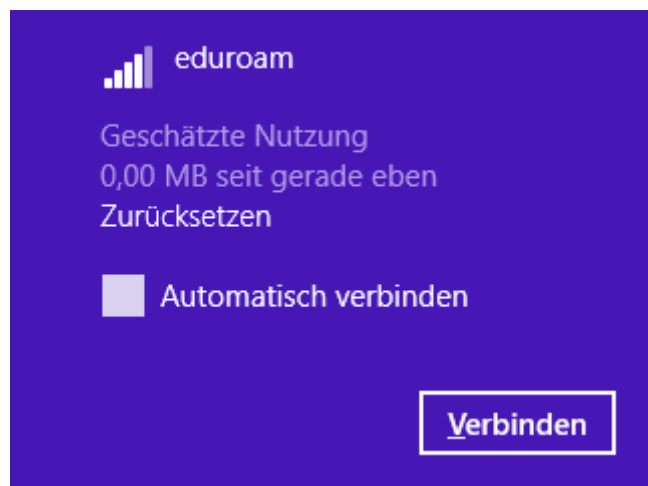 eduroam
Geschätzte Nutzung
0,00 MB seit gerade eben
Zurücksetzen
Automatisch verbinden
Verbinden